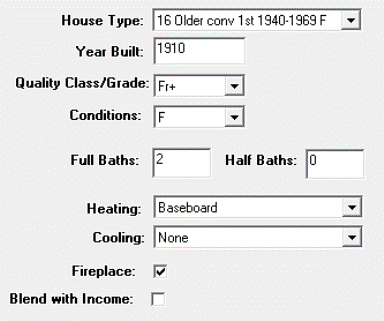 House Type: 16 Older conv 1st 1940-1969 F
Year Built: 1910
Quality Class/Grade: Fr+
Conditions: F
Full Baths: 2 Half Baths: 0
Heating: Baseboard
Cooling: None
Fireplace:
Blend with Income: